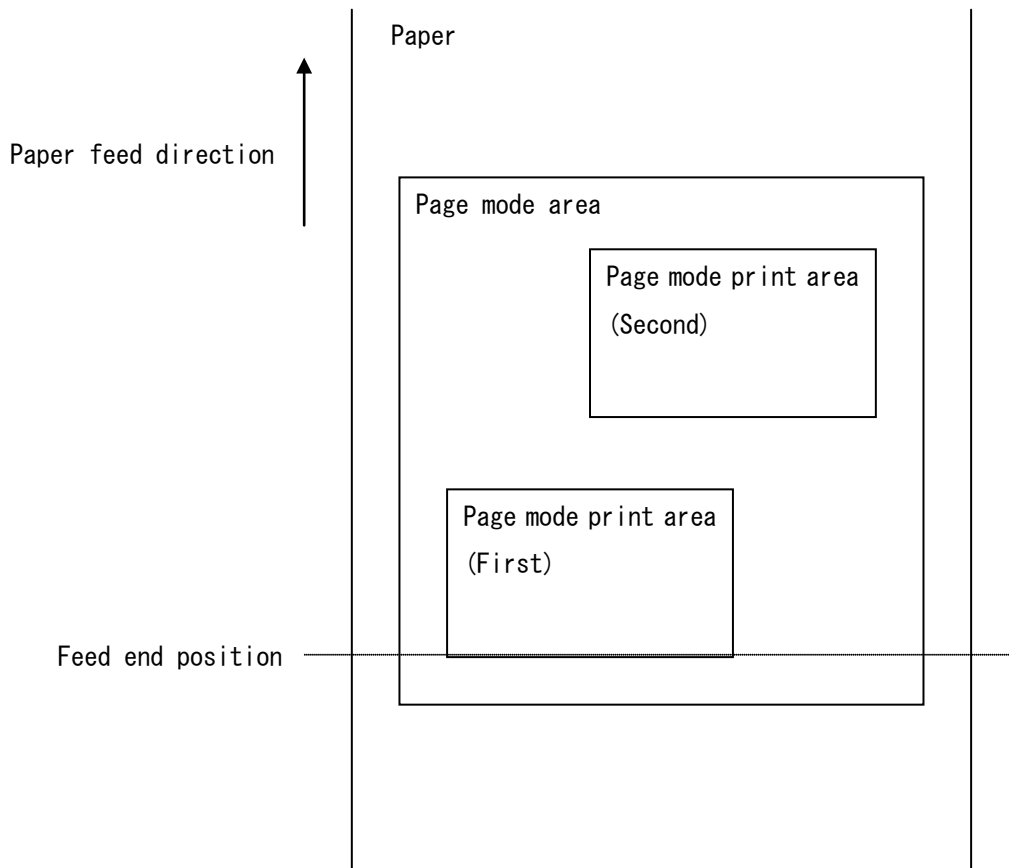 Paper
Paper feed direction
Page mode area
Page mode print area
(Second)
Page mode print area
(First)
Feed end position